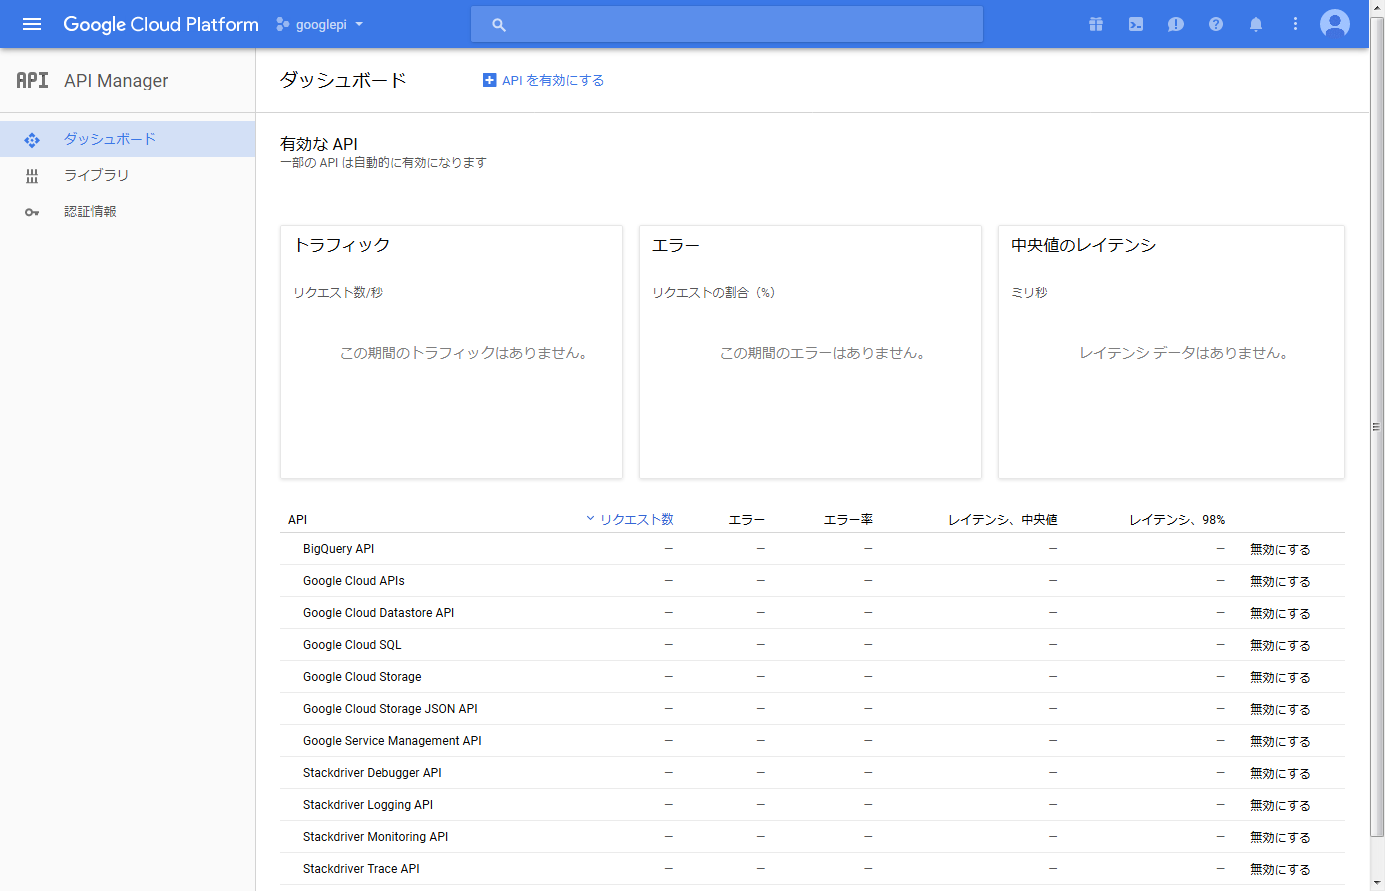 Google Cloud Platform
googlepi
API
API Manager
ダッシュボード
ライブラリ
認証情報
ダッシュボード
API を有効にする
有効な API
一部の API は自動的に有効になります
トラフィック
リクエスト数/秒
この期間のトラフィックはありません。
エラー
リクエストの割合（%）
この期間のエラーはありません。
中央値のレイテンシ
ミリ秒
レイテンシ データはありません。
API リクエスト数 エラー エラー率 レイテンシ、中央値 レイテンシ、98%
BigQuery API — — — — — 無効にする
Google Cloud APIs — — — — — 無効にする
Google Cloud Datastore API — — — — — 無効にする
Google Cloud SQL — — — — — 無効にする
Google Cloud Storage — — — — — 無効にする
Google Cloud Storage JSON API — — — — — 無効にする
Google Service Management API — — — — — 無効にする
Stackdriver Debugger API — — — — — 無効にする
Stackdriver Logging API — — — — — 無効にする
Stackdriver Monitoring API — — — — — 無効にする
Stackdriver Trace API — — — — — 無効にする